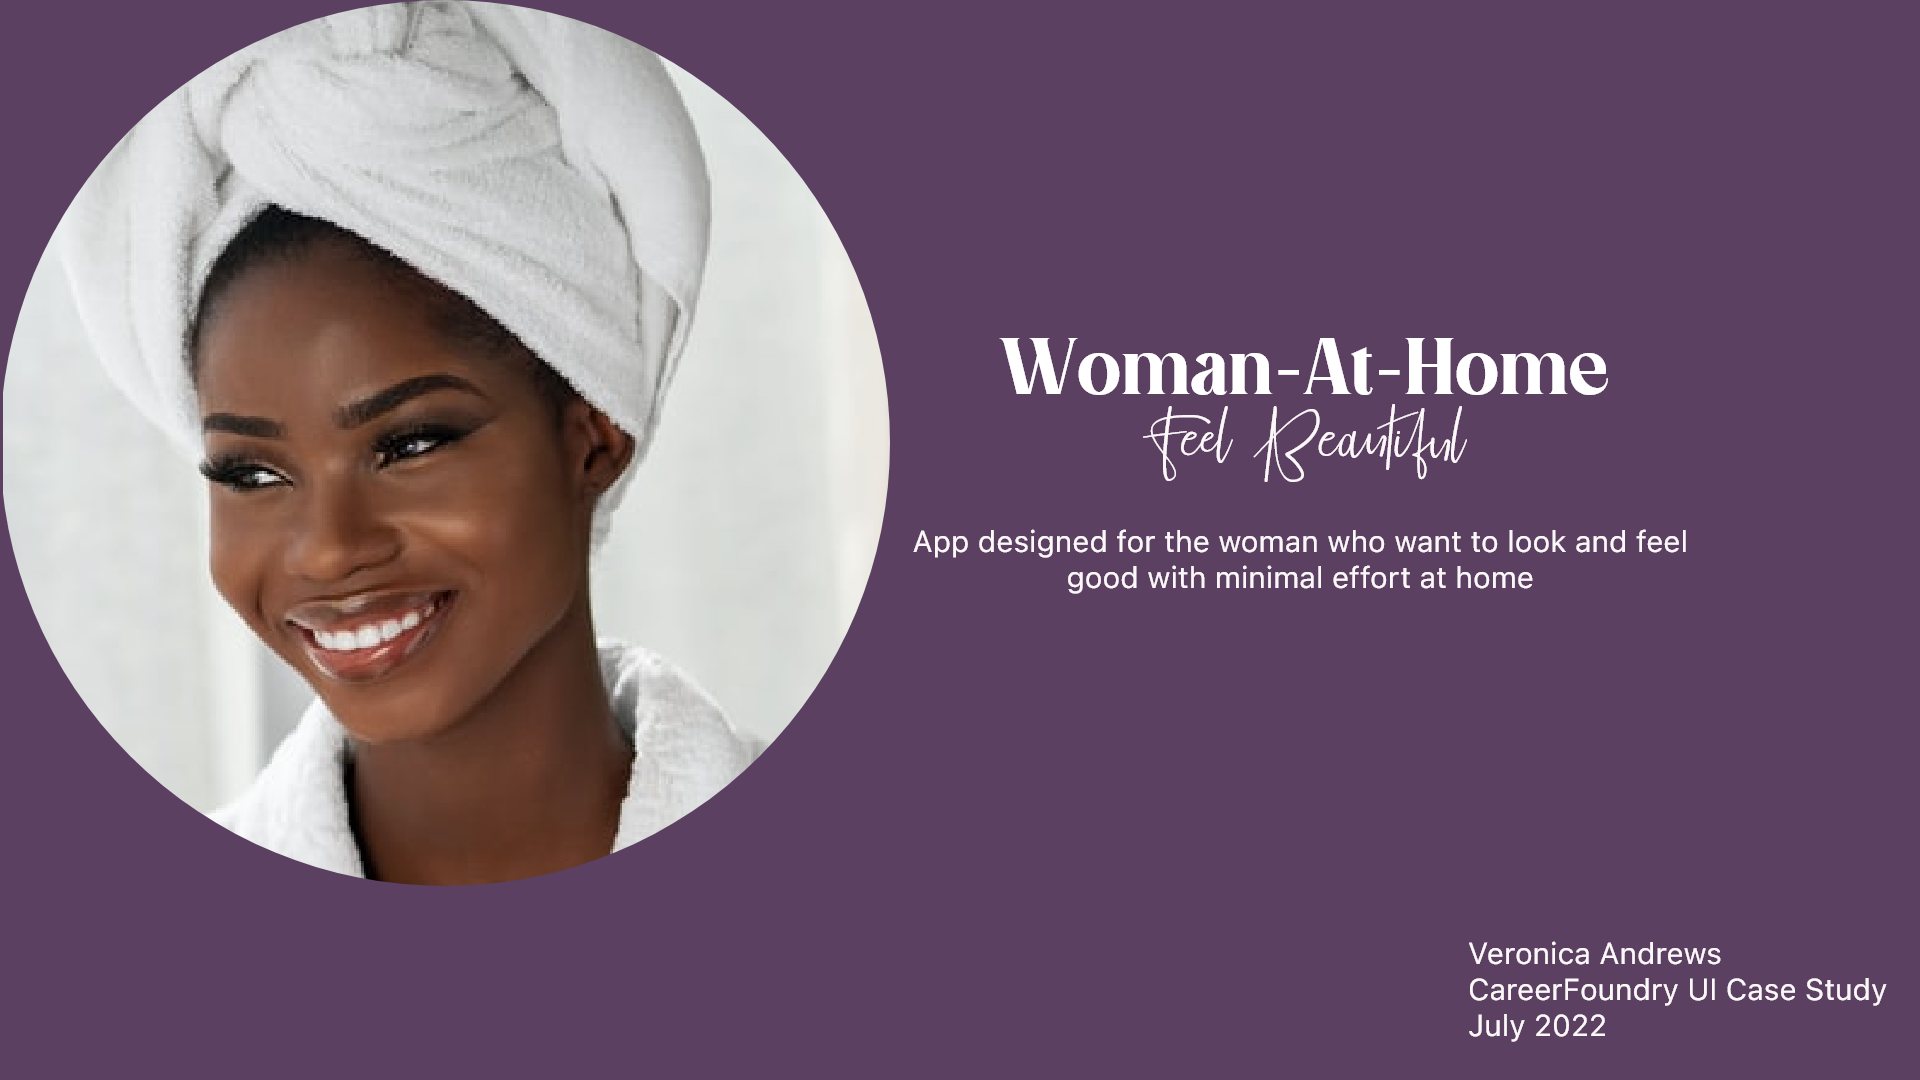 Woman-At-Home
Feel Beautiful
App designed for the woman who want to look and feel
good with minimal effort at home
Veronica Andrews
CareerFoundry UI Case Study
July 2022